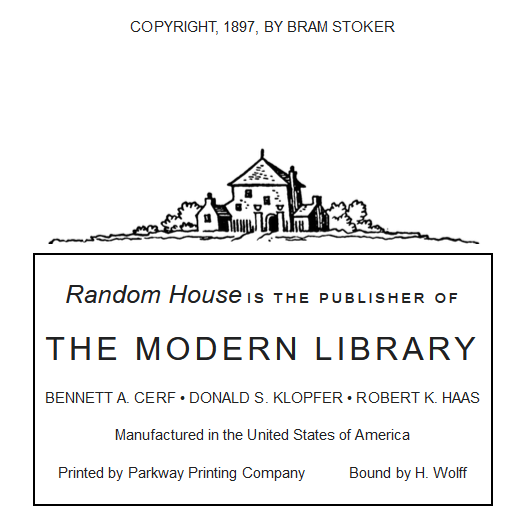 COPYRIGHT, 1897, BY BRAM STOKER
Random House IS THE PUBLISHER OF
THE MODERN LIBRARY
BENNETT A. CERF • DONALD S. KLOPFER • ROBERT K. HAAS
Manufactured in the United States of America
Printed by Parkway Printing Company Bound by H. Wolff